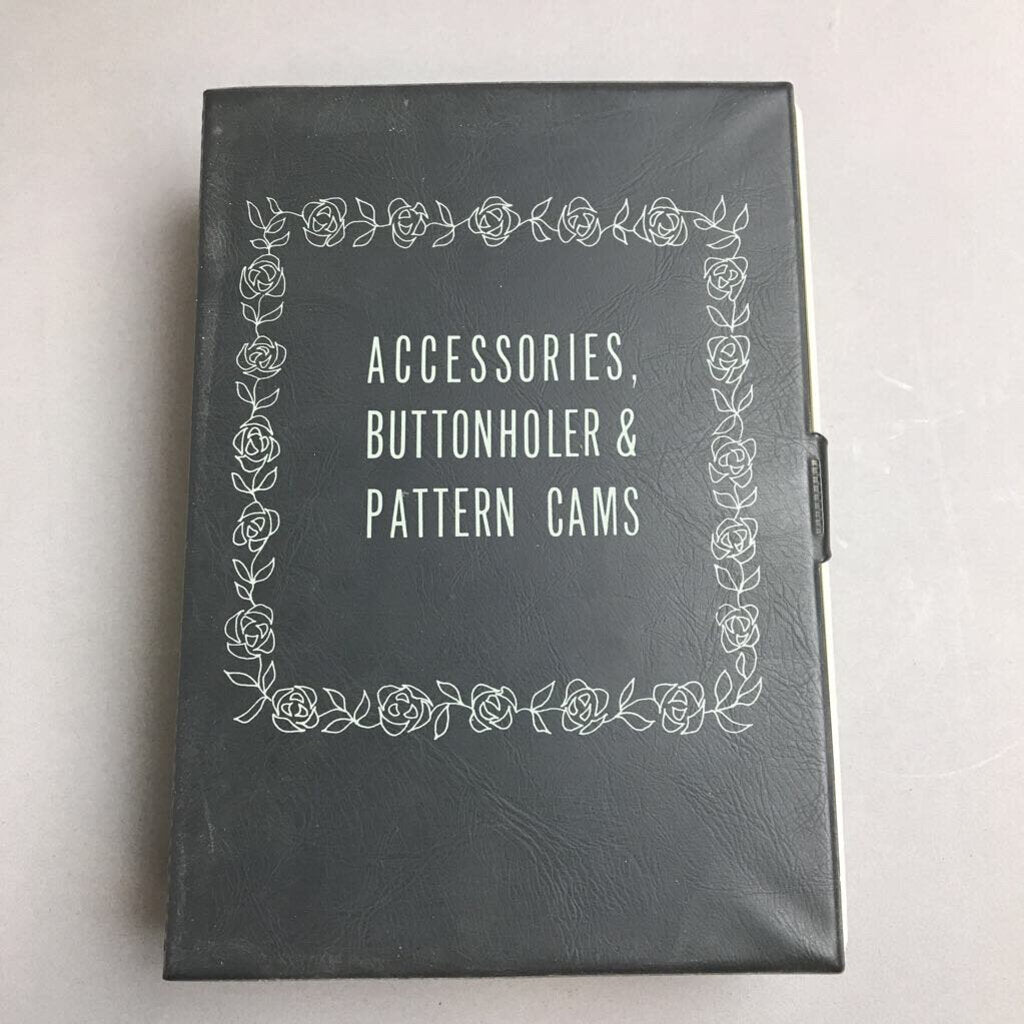 ACCESSORIES,
BUTTONHOLER &
PATTERN CAMS